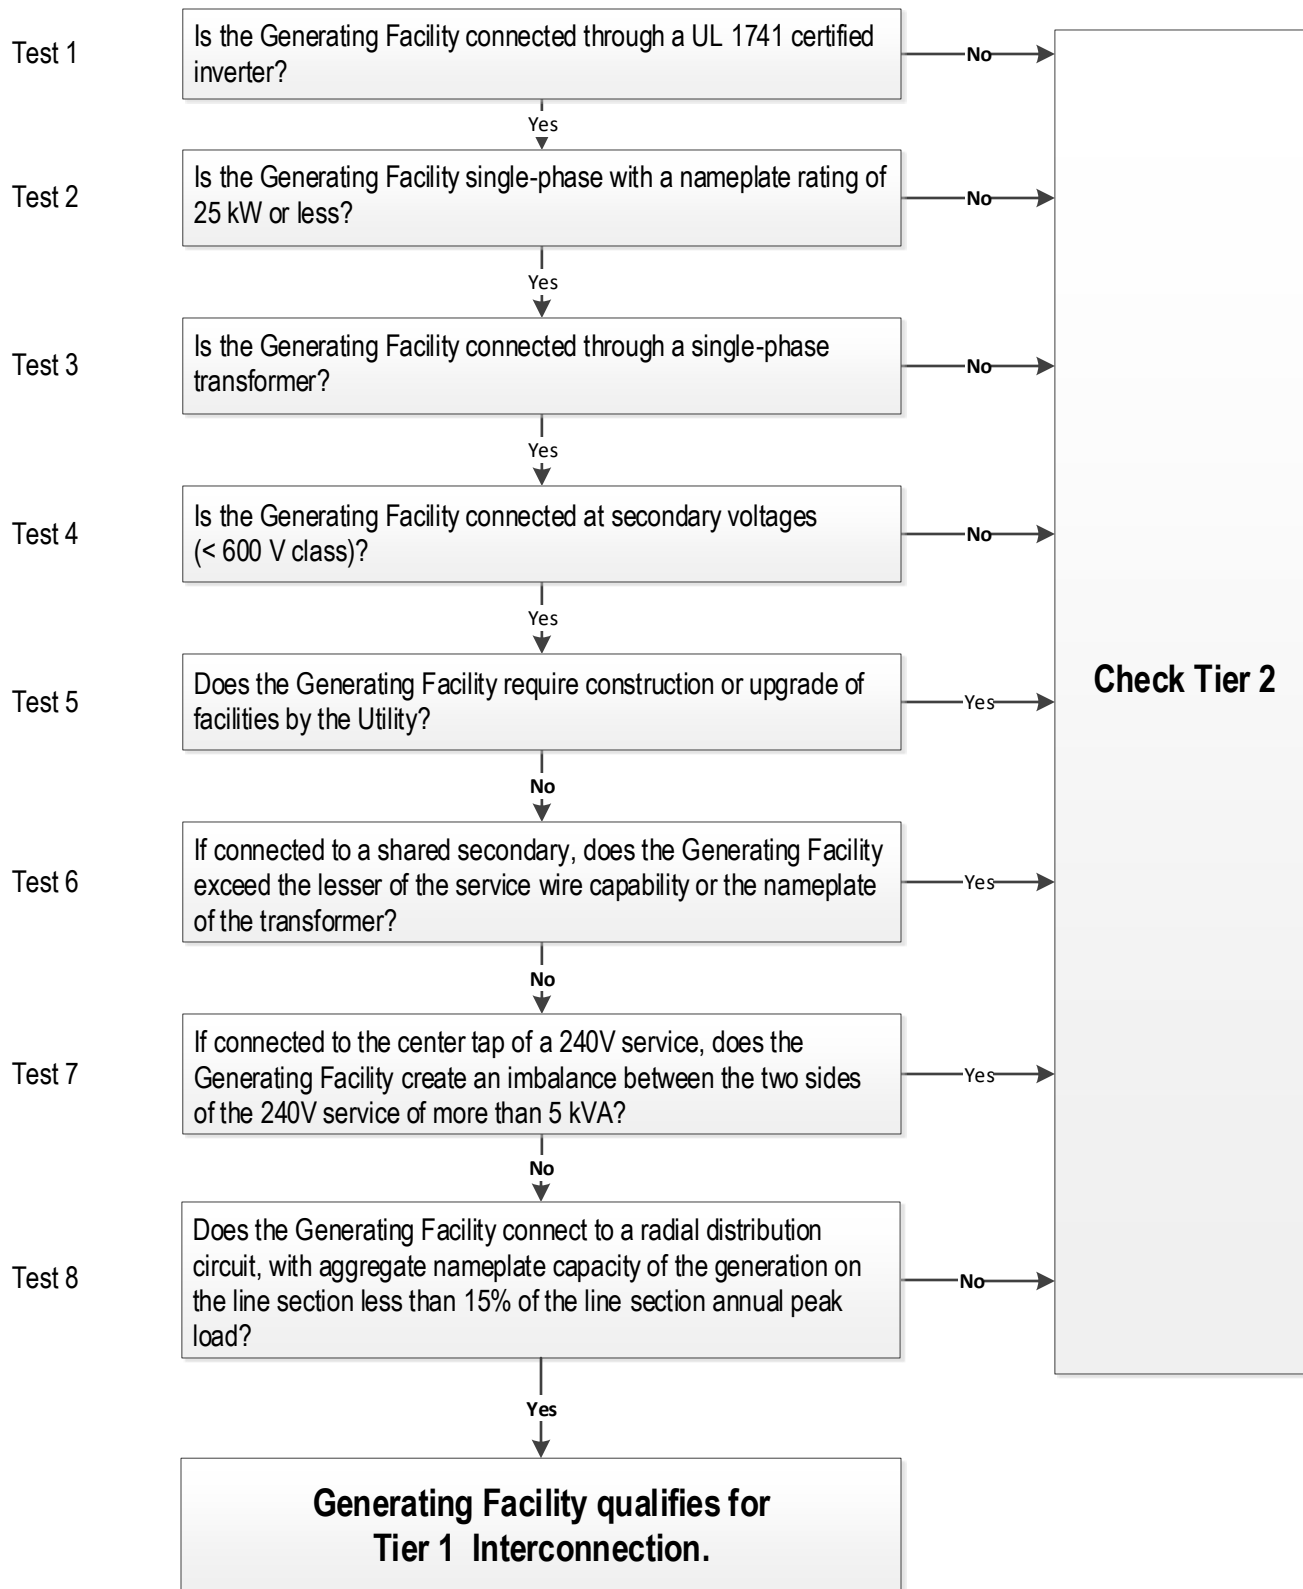 Test 1
Is the Generating Facility connected through a UL 1741 certified
inverter?
No
Yes
Test 2
Is the Generating Facility single-phase with a nameplate rating of
25 kW or less?
No
Yes
Test 3
Is the Generating Facility connected through a single-phase
transformer?
No
Yes
Test 4
Is the Generating Facility connected at secondary voltages
(< 600 V class)?
No
Yes
Test 5
Does the Generating Facility require construction or upgrade of
facilities by the Utility?
Yes
No
Check Tier 2
Test 6
If connected to a shared secondary, does the Generating Facility
exceed the lesser of the service wire capability or the nameplate
of the transformer?
Yes
No
Test 7
If connected to the center tap of a 240V service, does the
Generating Facility create an imbalance between the two sides
of the 240V service of more than 5 kVA?
Yes
No
Test 8
Does the Generating Facility connect to a radial distribution
circuit, with aggregate nameplate capacity of the generation on
the line section less than 15% of the line section annual peak
load?
No
Yes
Generating Facility qualifies for
Tier 1 Interconnection.